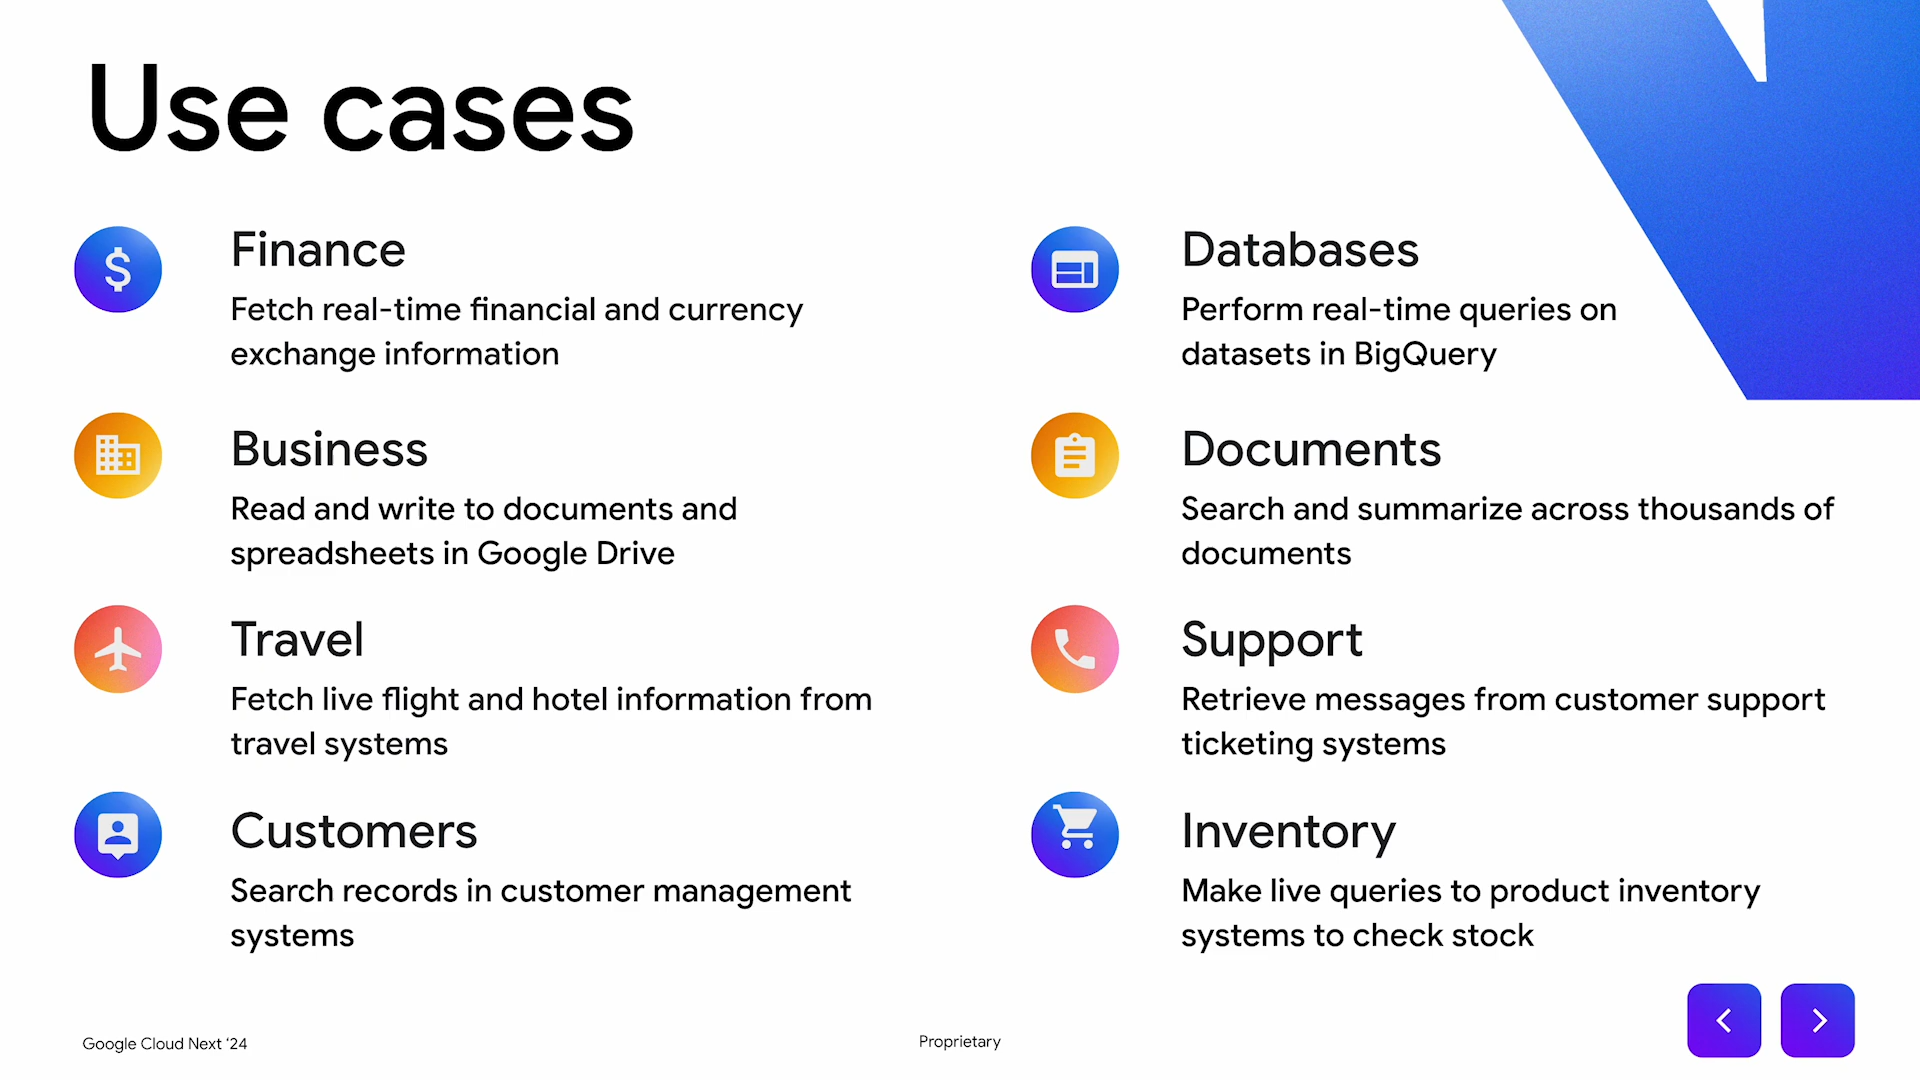 Use cases
Finance
Fetch real-time financial and currency
exchange information
Business
Read and write to documents and
spreadsheets in Google Drive
Travel
Fetch live flight and hotel information from
travel systems
Customers
Search records in customer management
systems
Databases
Perform real-time queries on
datasets in BigQuery
Documents
Search and summarize across thousands of
documents
Support
Retrieve messages from customer support
ticketing systems
Inventory
Make live queries to product inventory
systems to check stock
Google Cloud Next ‘24
Proprietary